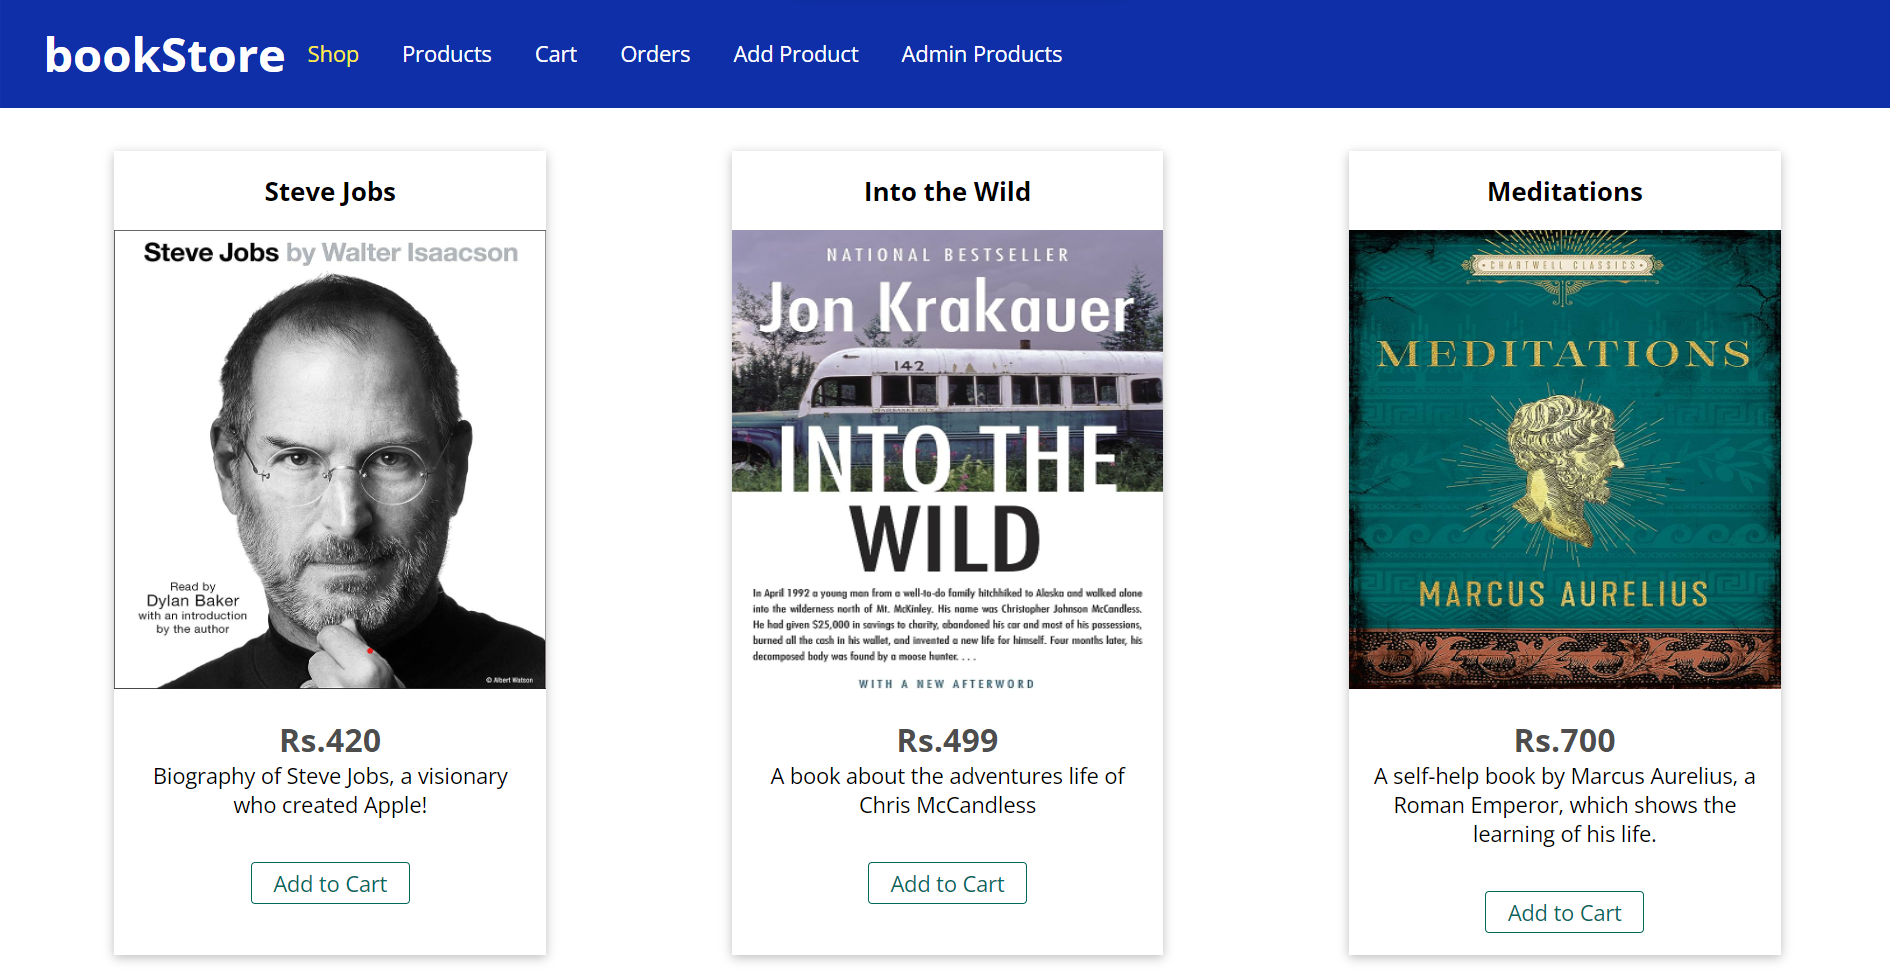 bookStore Shop Products Cart Orders Add Product Admin Products
Steve Jobs
Steve Jobs by Walter Isaacson
Read by
Dylan Baker
with an introduction
by the author
© Albert Watson
Rs.420
Biography of Steve Jobs, a visionary
who created Apple!
Add to Cart
Into the Wild
NATIONAL BESTSELLER
Jon Krakauer
142
INTO THE
WILD
In April 1992 a young man from a well-to-do family hitchhiked to Alaska and walked alone
into the wilderness north of Mt. McKinley. His name was Christopher Johnson McCandless.
He had given $25,000 in savings to charity, abandoned his car and most of his possessions,
burned all the cash in his wallet, and invented a new life for himself. Four months later, his
decomposed body was found by a moose hunter. . . .
WITH A NEW AFTERWORD
Rs.499
A book about the adventures life of
Chris McCandless
Add to Cart
Meditations
CHARTWELL CLASSICS
MEDITATIONS
MARCUS AURELIUS
Rs.700
A self-help book by Marcus Aurelius, a
Roman Emperor, which shows the
learning of his life.
Add to Cart